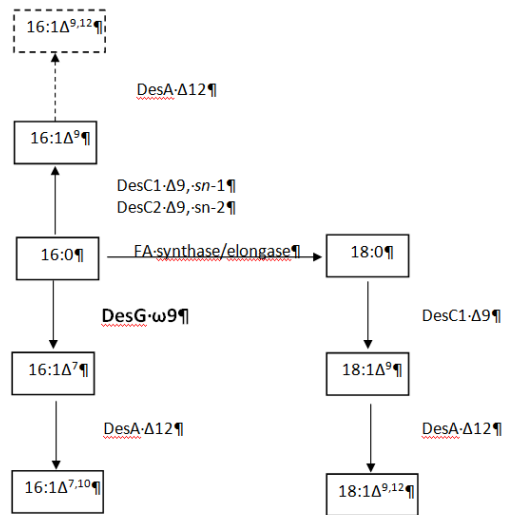 16:1Δ⁹,¹²¶
DesA·Δ12¶
16:1Δ⁹¶
DesC1·Δ9,·sn-1¶
DesC2·Δ9,·sn-2¶
16:0¶
FA·synthase/elongase¶
18:0¶
DesG·ω9¶
DesC1·Δ9¶
16:1Δ⁷¶
18:1Δ⁹¶
DesA·Δ12¶
DesA·Δ12¶
16:1Δ⁷,¹⁰¶
18:1Δ⁹,¹²¶